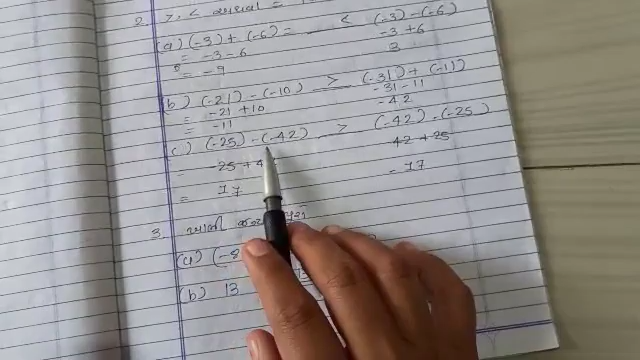 2. >, < =
(a) (-3) + (-6) = < (-3) - (-6)
= -3 - 6 -3 + 6
= -9 3
(b) (-21) - (-10) > (-31) + (-11)
= -21 + 10 -31 - 11
= -11 -42
(c) (-25) - (-42) > (-42) - (-25)
-25 + 4 42 + 25
= 17 - 17
3. ખાલી
(a) (-8
(b) 13